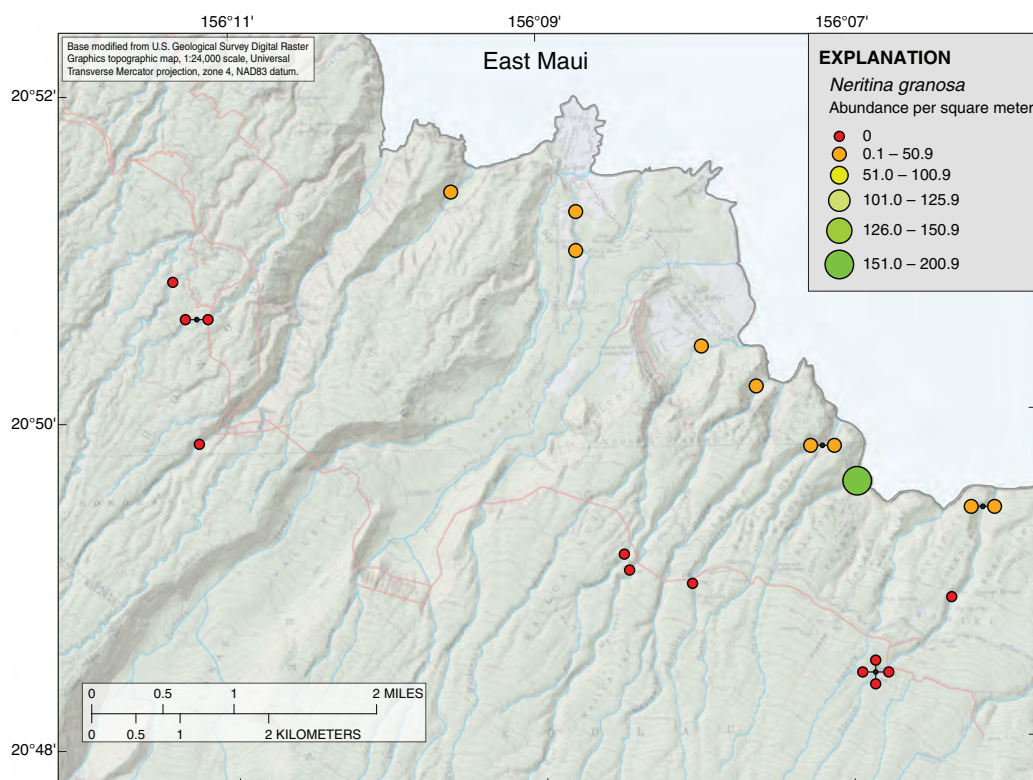 156°11'
156°09'
156°07'
Base modified from U.S. Geological Survey Digital Raster
Graphics topographic map, 1:24,000 scale, Universal
Transverse Mercator projection, zone 4, NAD83 datum.
East Maui
EXPLANATION
Neritina granosa
Abundance per square meter
0
0.1 – 50.9
51.0 – 100.9
101.0 – 125.9
126.0 – 150.9
151.0 – 200.9
20°52'
20°50'
20°48'
0 0.5 1 2 MILES
0 0.5 1 2 KILOMETERS